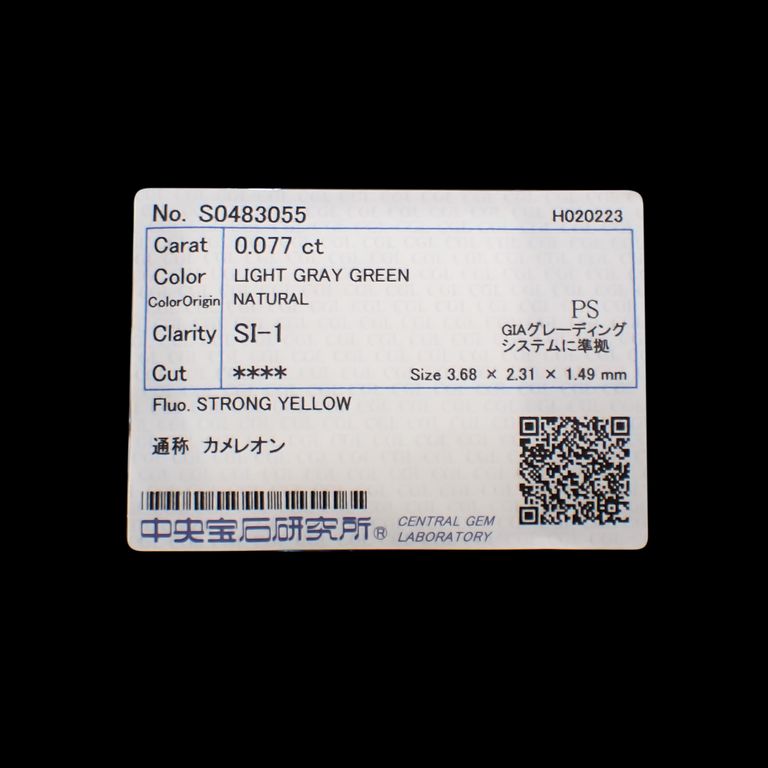 No. S0483055 H020223
Carat 0.077 ct
Color LIGHT GRAY GREEN
ColorOrigin NATURAL
PS
Clarity SI-1
GIAグレーディング
システムに準拠
Cut **** Size 3.68 × 2.31 × 1.49 mm
Fluo. STRONG YELLOW
通称 カメレオン
中央宝石研究所® CENTRAL GEM
LABORATORY